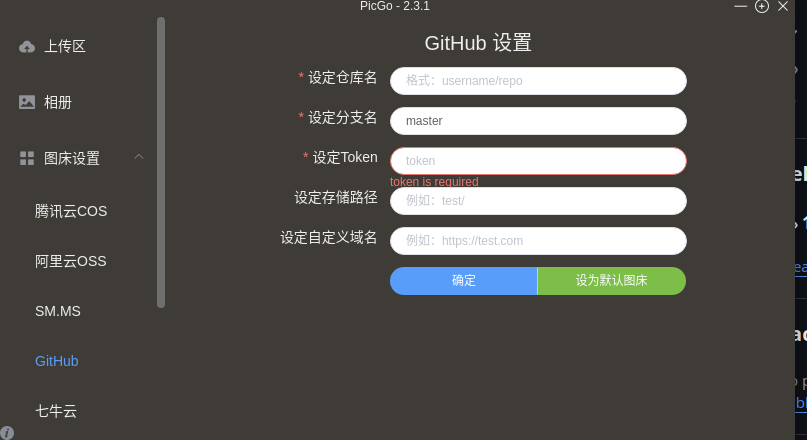 PicGo - 2.3.1
上传区
相册
图床设置
腾讯云COS
阿里云OSS
SM.MS
GitHub
七牛云
GitHub 设置
* 设定仓库名
格式：username/repo
* 设定分支名
master
* 设定Token
token
token is required
设定存储路径
例如：test/
设定自定义域名
例如：https://test.com
确定
设为默认图床